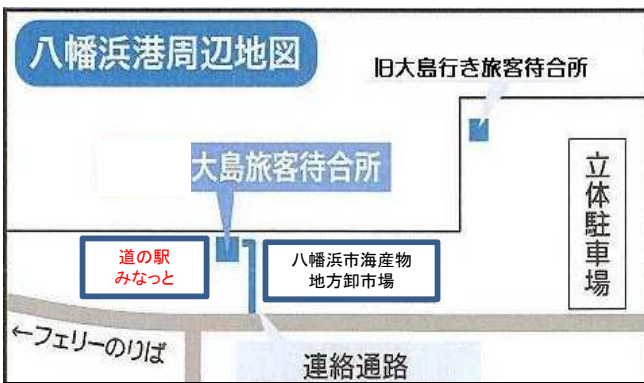 八幡浜港周辺地図
旧大島行き旅客待合所
大島旅客待合所
立体駐車場
道の駅
みなっと
八幡浜市海産物
地方卸市場
←フェリーのりば
連絡通路